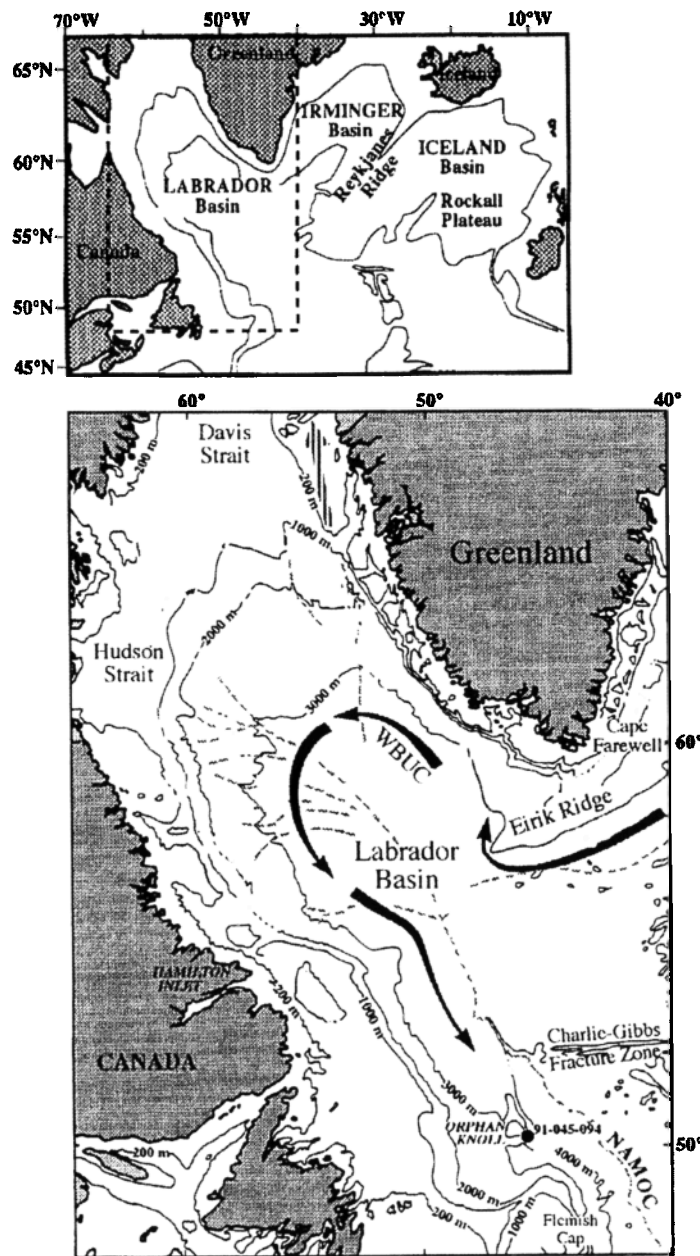 70°W 50°W 30°W 10°W
65°N
60°N
55°N
50°N
45°N
Greenland
Iceland
IRMINGER
Basin
Reykjanes
Ridge
ICELAND
Basin
LABRADOR
Basin
Rockall
Plateau
Canada
60° 50° 40°
Davis
Strait
200 m
200 m
1000 m
Greenland
2000 m
Hudson
Strait
3000 m
WBUC
Cape
Farewell
60°
Eirik Ridge
Labrador
Basin
HAMILTON
INLET
200 m
1000 m
CANADA
Charlie-Gibbs
Fracture Zone
3000 m
ORPHAN
KNOLL
91-045-094
NAMOC
50°
200 m
4000 m
2000 m
200 m
1000 m
Flemish
Cap